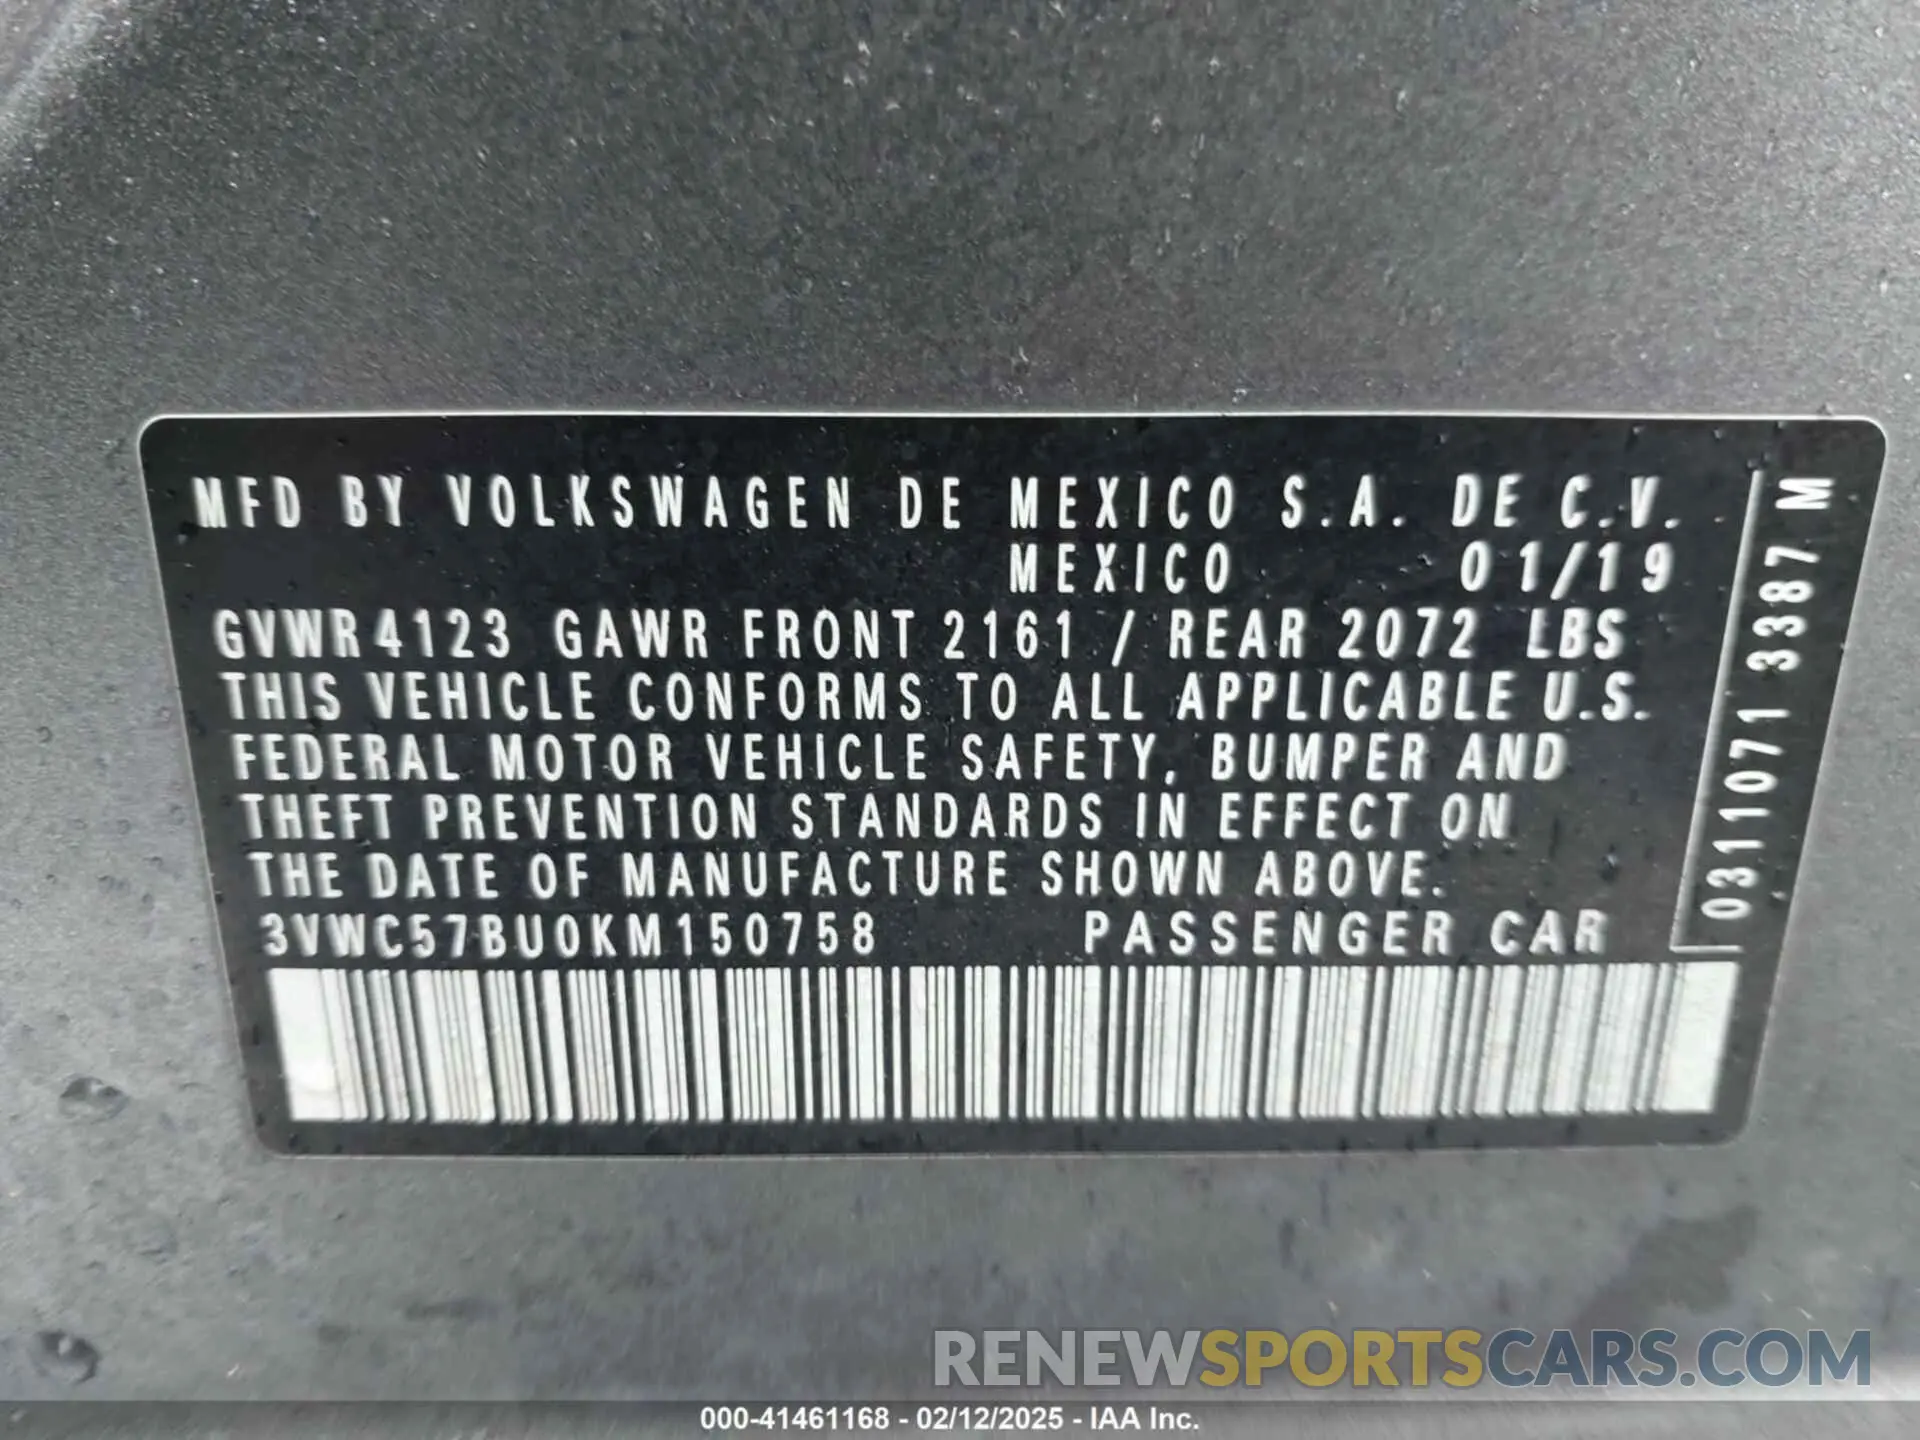 MFD BY VOLKSWAGEN DE MEXICO S.A. DE C.V.
MEXICO 01/19
GVWR 4123 GAWR FRONT 2161 / REAR 2072 LBS
THIS VEHICLE CONFORMS TO ALL APPLICABLE U.S.
FEDERAL MOTOR VEHICLE SAFETY, BUMPER AND
THEFT PREVENTION STANDARDS IN EFFECT ON
THE DATE OF MANUFACTURE SHOWN ABOVE.
3VWC57BU0KM150758 PASSENGER CAR
0311071 3387 M
RENEWSPORTSCARS.COM
000-41461168 - 02/12/2025 - IAA Inc.